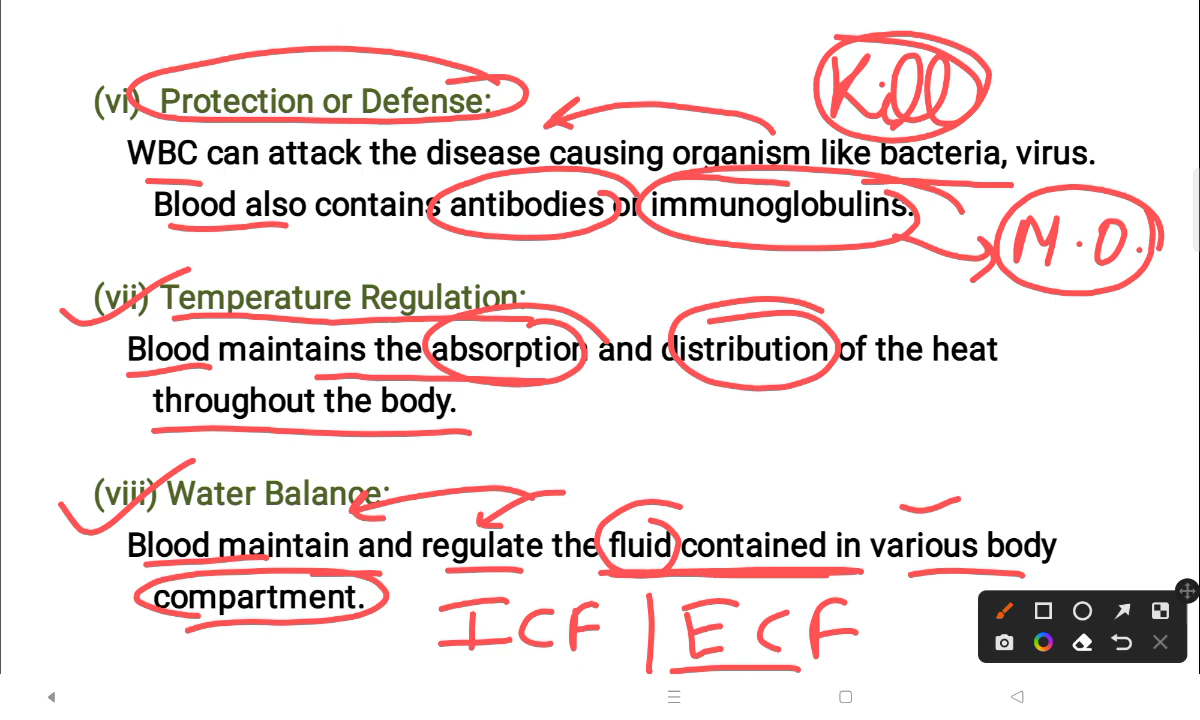 Kill
(vi) Protection or Defense:
WBC can attack the disease causing organism like bacteria, virus.
Blood also contains antibodies or immunoglobulins.
M.O.
(vii) Temperature Regulation:
Blood maintains the absorption and distribution of the heat
throughout the body.
(viii) Water Balance:
Blood maintain and regulate the fluid contained in various body
compartment.
ICF | ECF